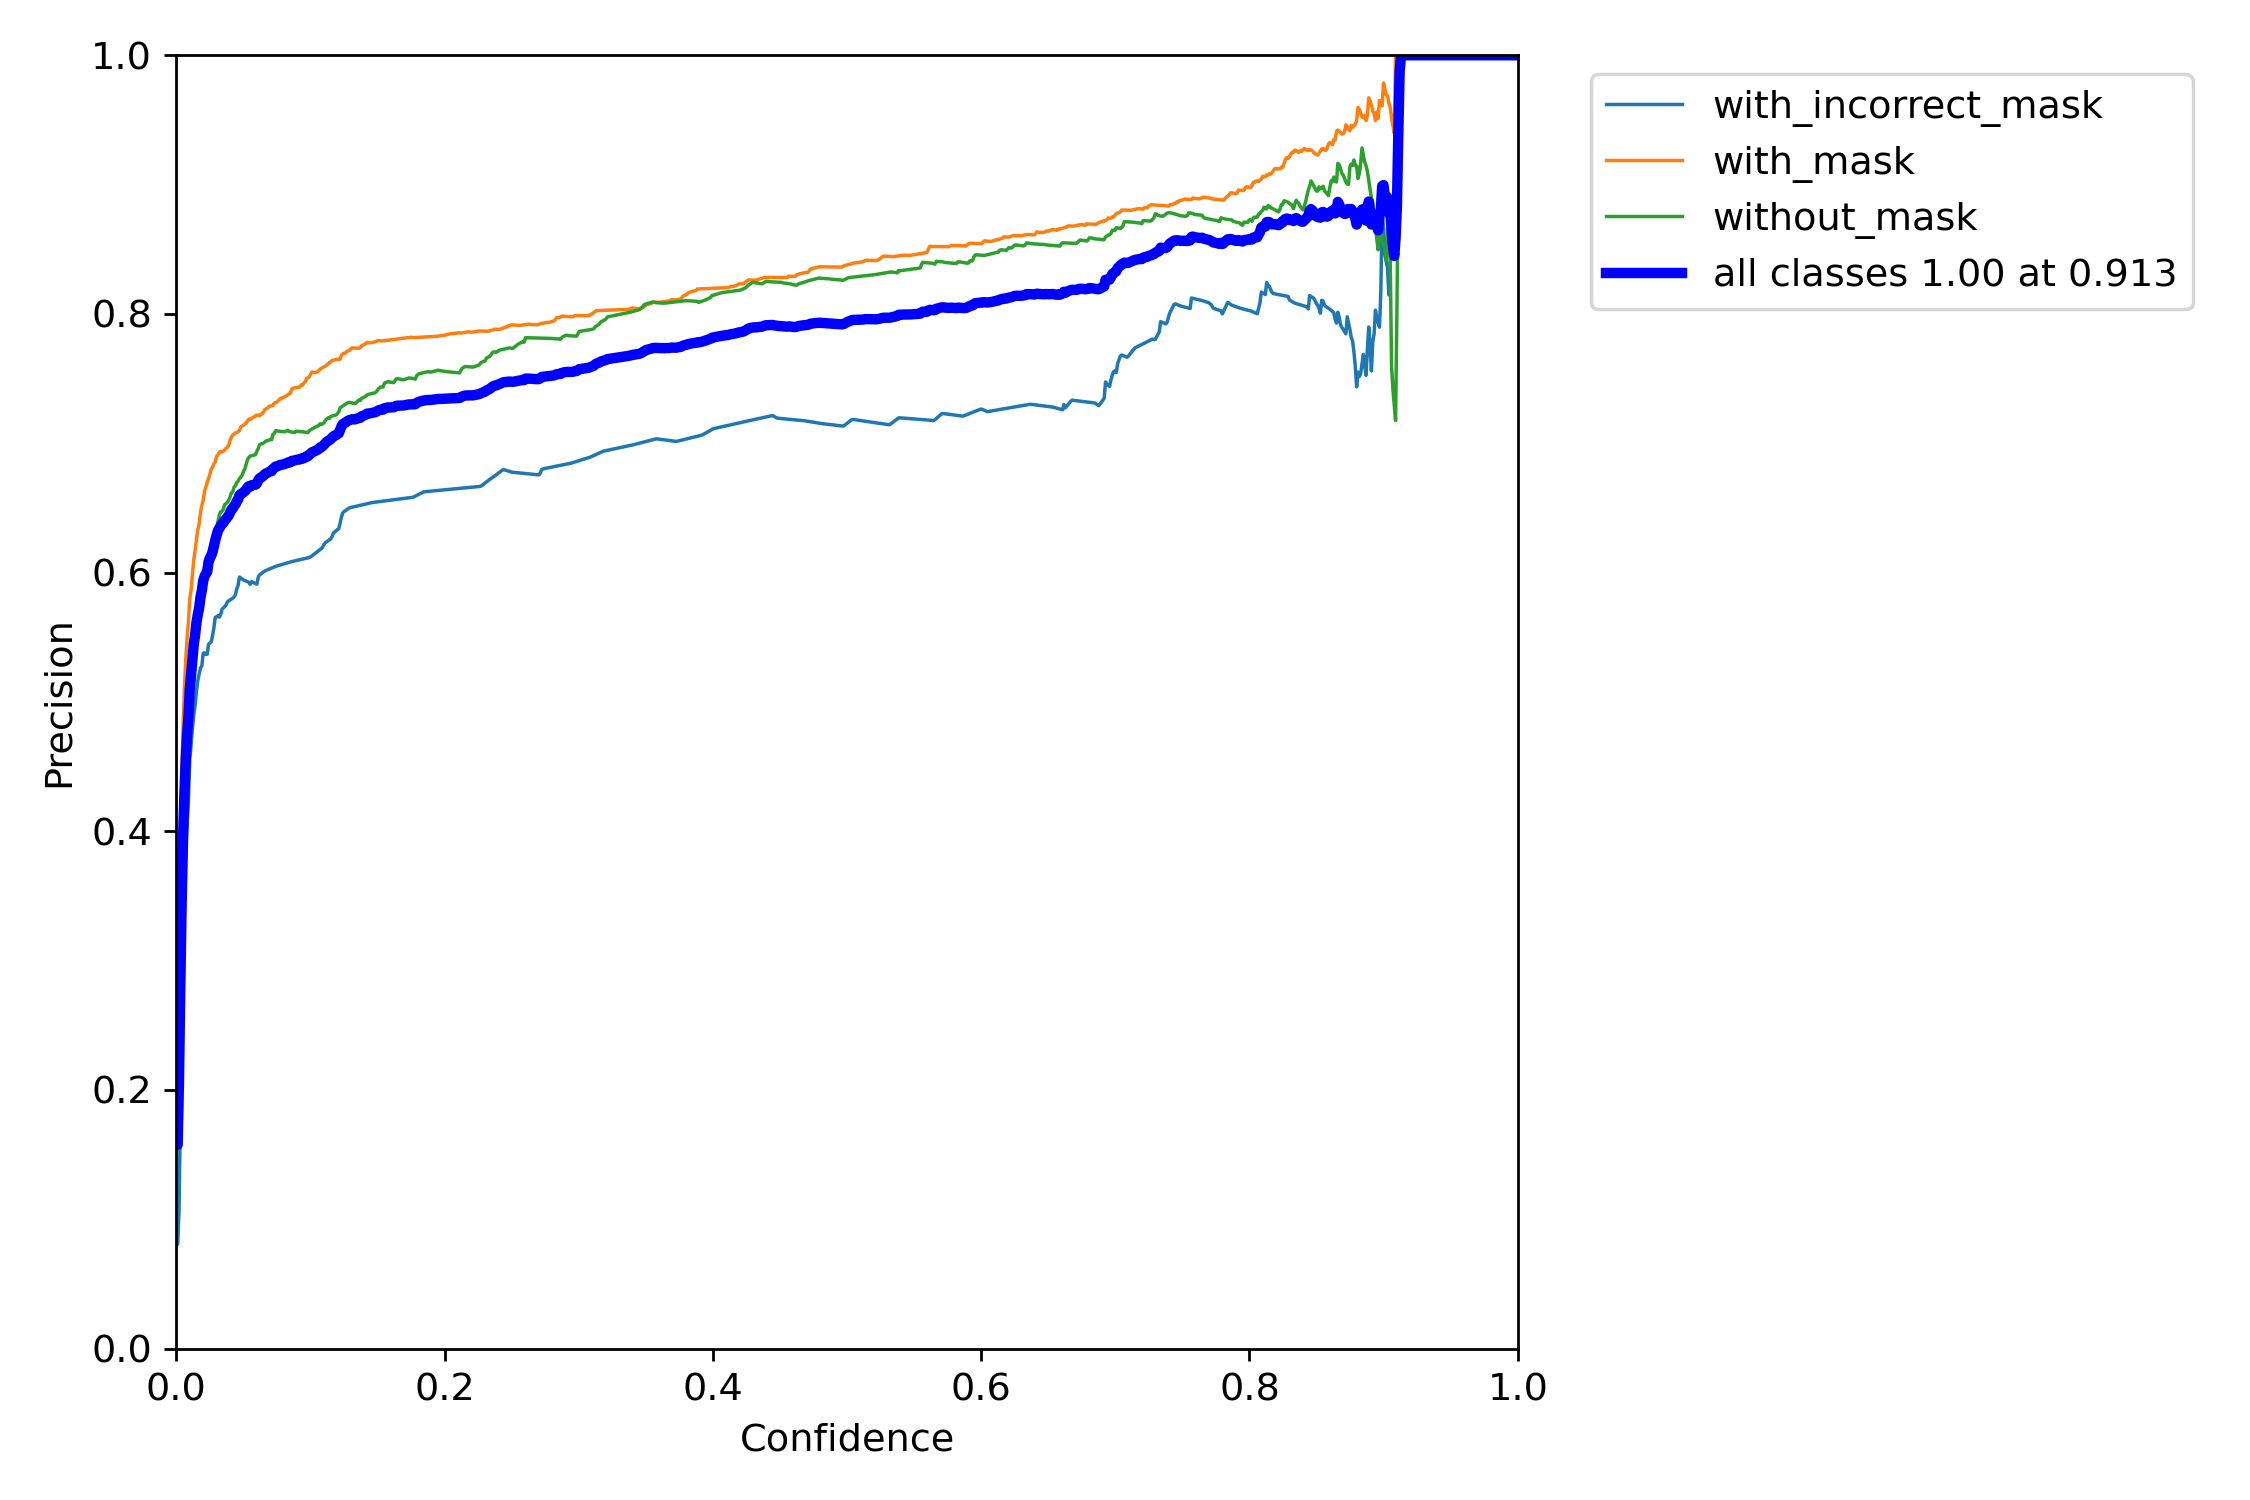 1.0
0.8
0.6
0.4
0.2
0.0
Precision
0.0 0.2 0.4 0.6 0.8 1.0
Confidence
with_incorrect_mask
with_mask
without_mask
all classes 1.00 at 0.913